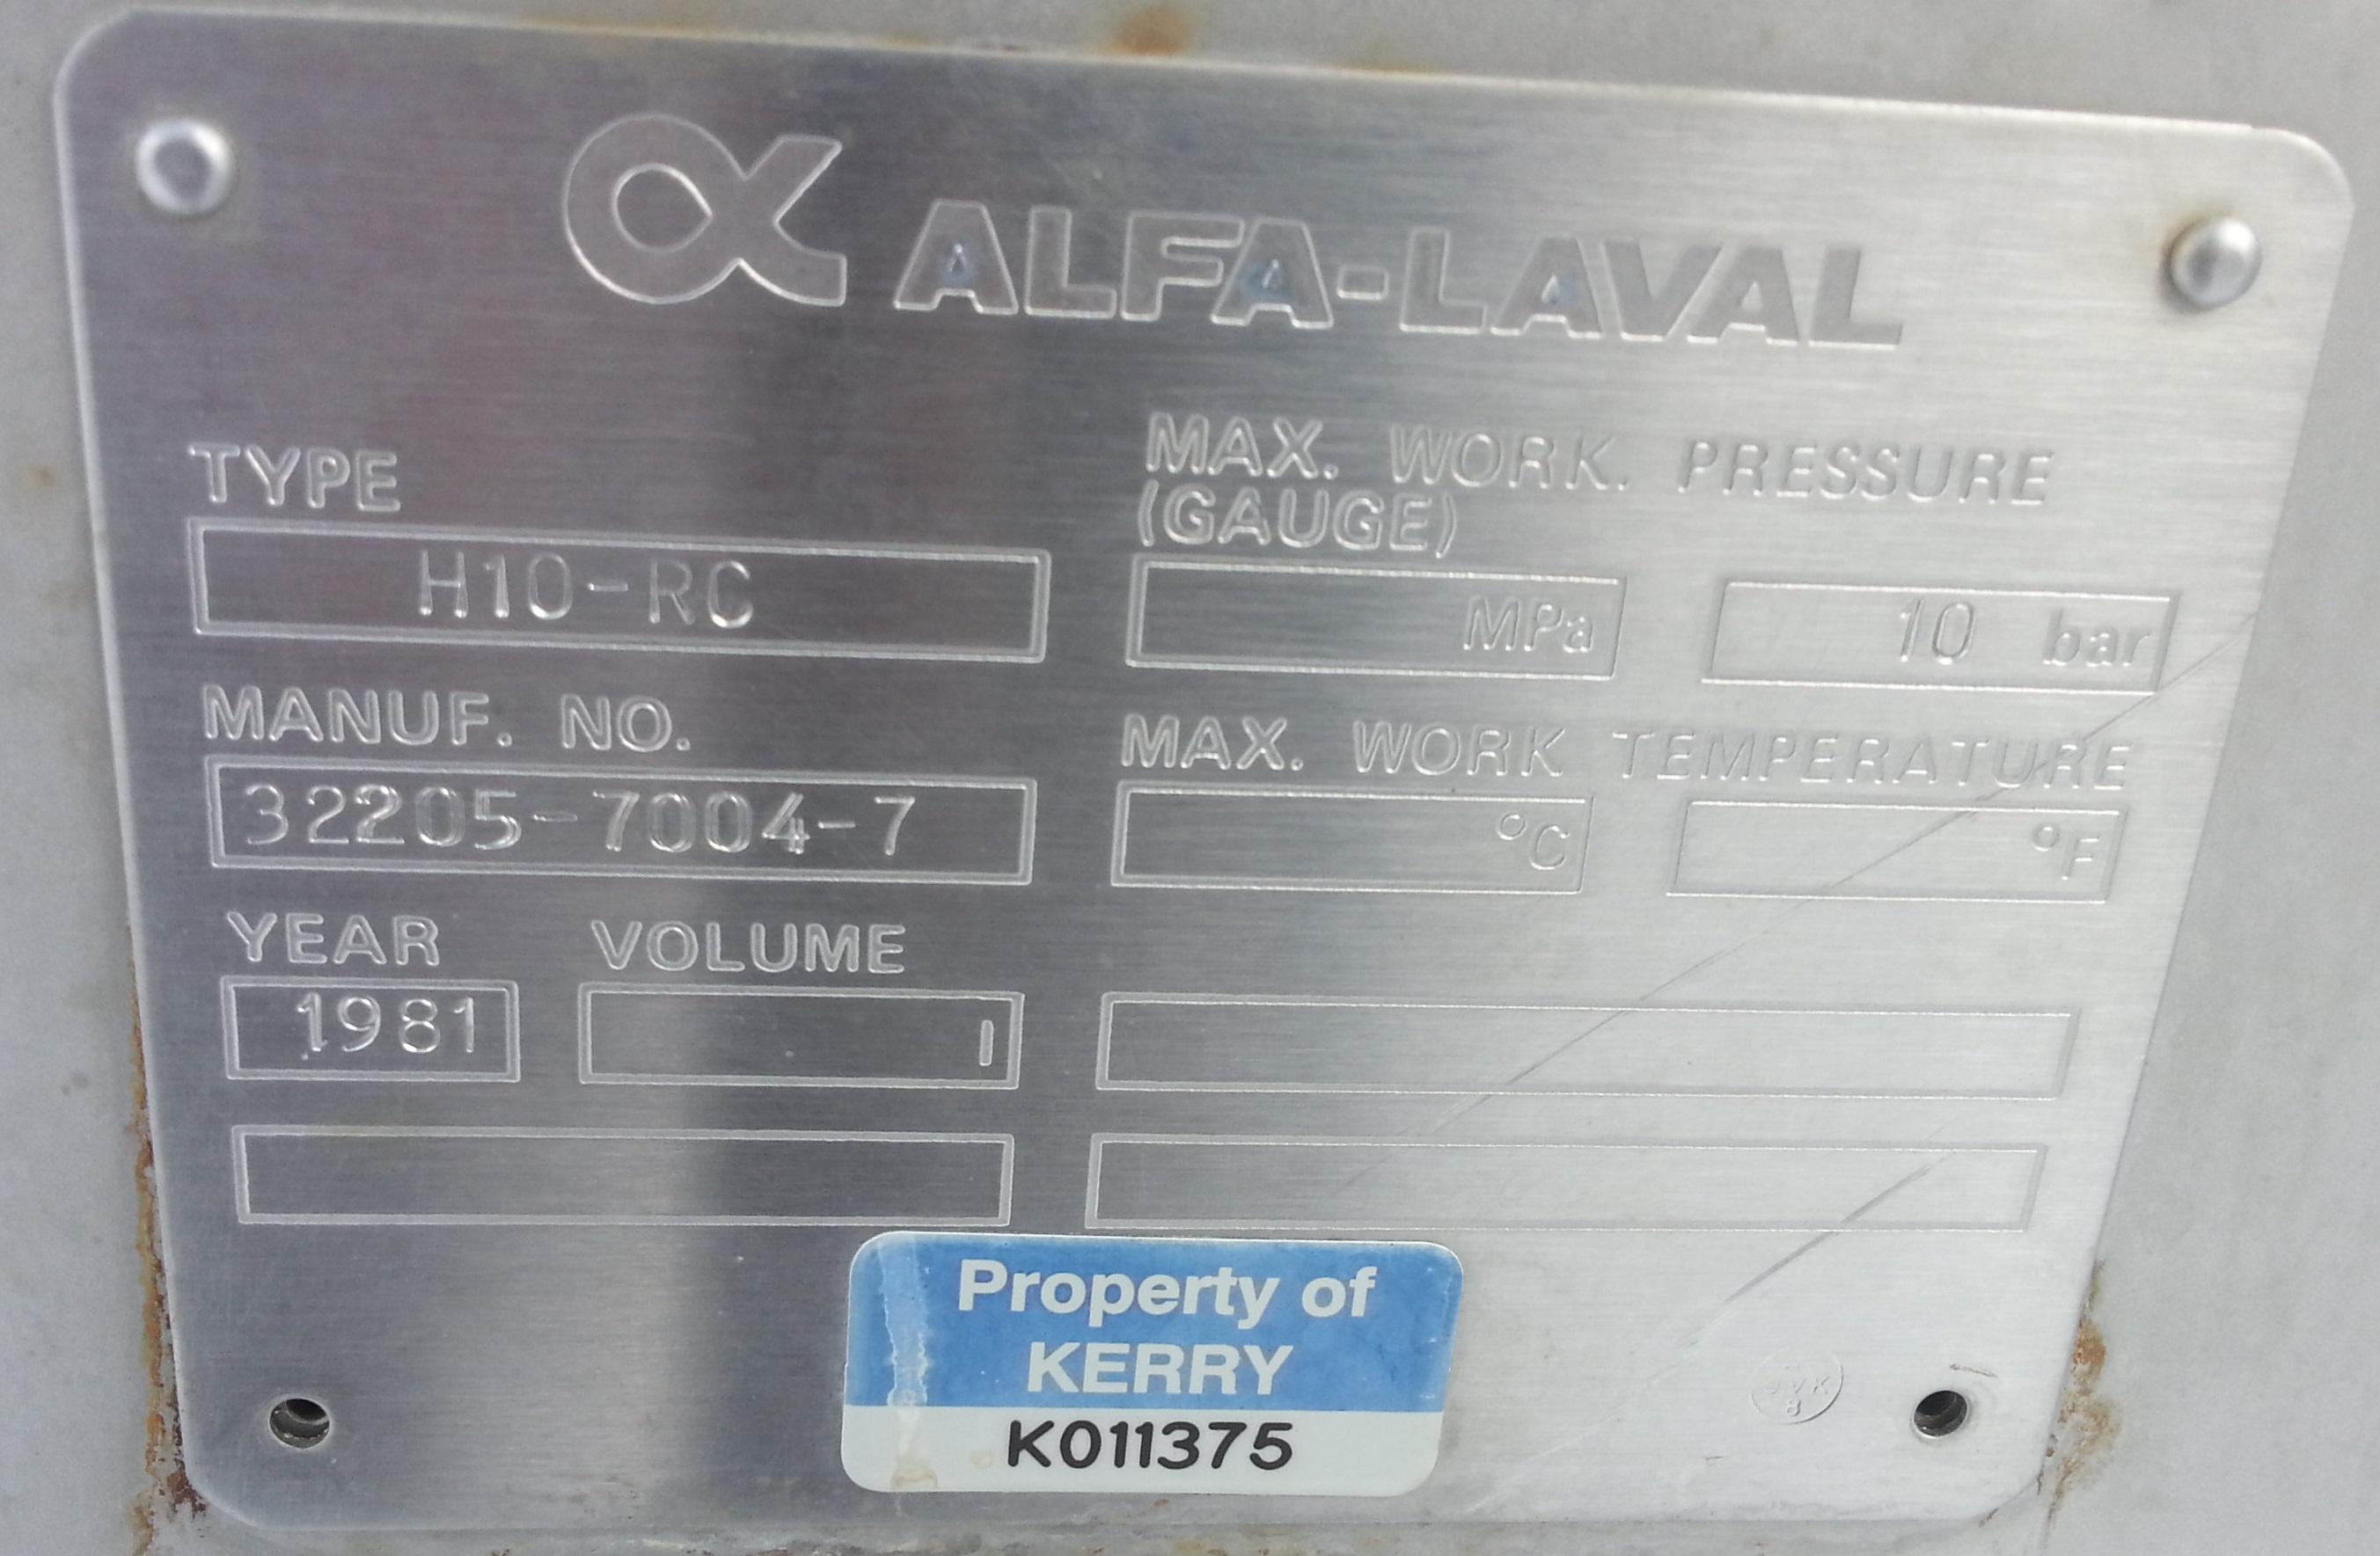 ALFA-LAVAL
TYPE
H10-RC
MANUF. NO.
32205-7004-7
YEAR VOLUME
1981 l
MAX. WORK. PRESSURE
(GAUGE)
MPa 10 bar
MAX. WORK TEMPERATURE
°C °F
Property of
KERRY
K011375